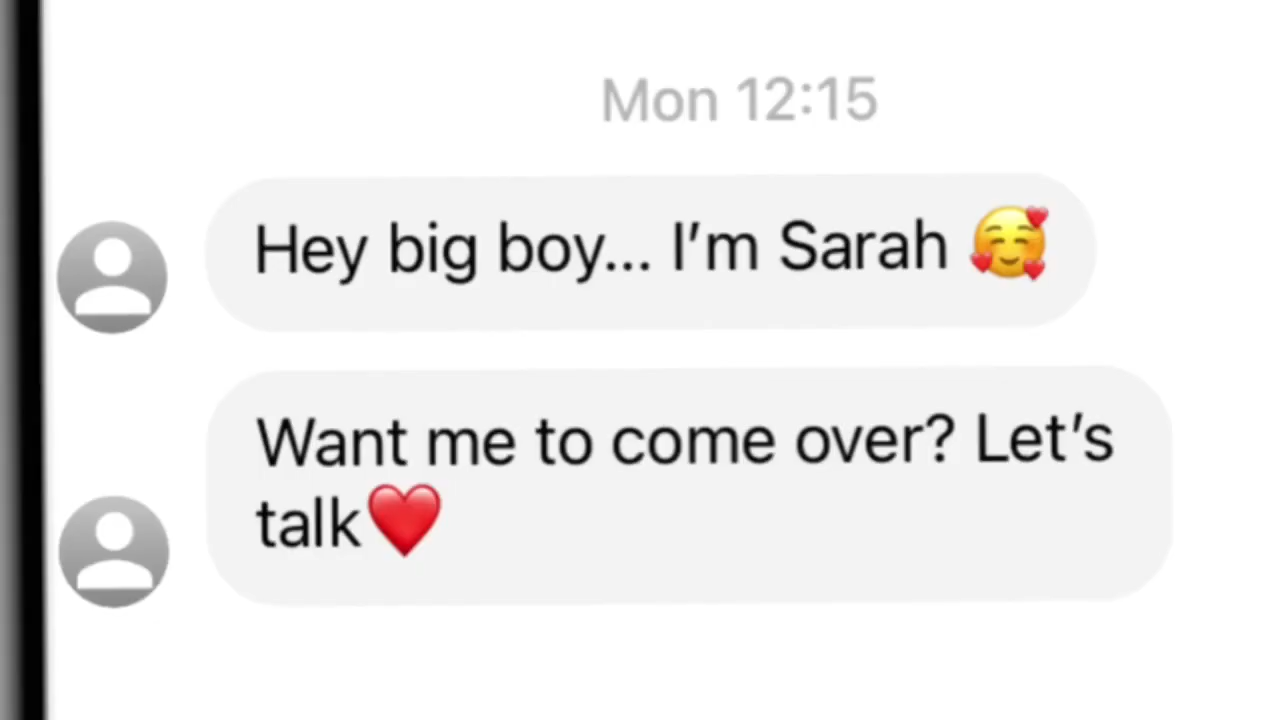 Mon 12:15
Hey big boy... I'm Sarah 🥰
Want me to come over? Let's
talk❤️